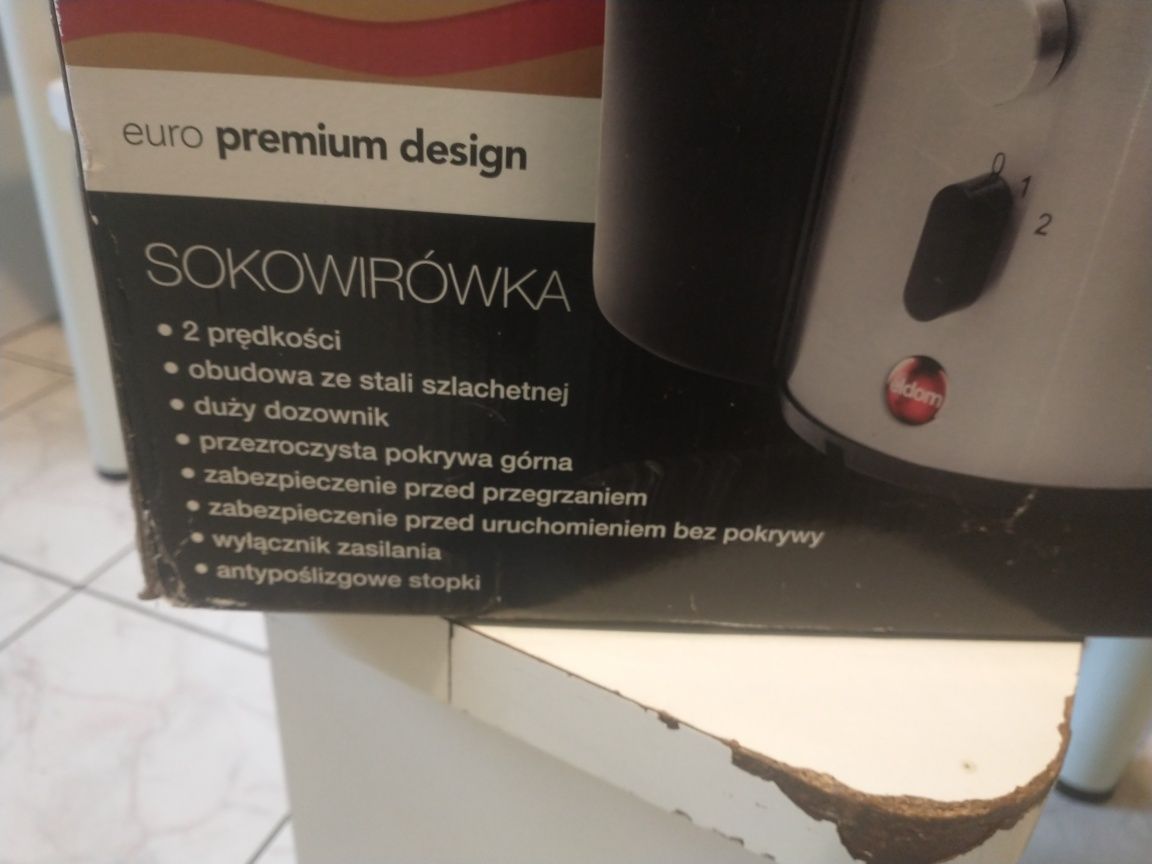 euro premium design
SOKOWIRÓWKA
• 2 prędkości
• obudowa ze stali szlachetnej
• duży dozownik
• przezroczysta pokrywa górna
• zabezpieczenie przed przegrzaniem
• zabezpieczenie przed uruchomieniem bez pokrywy
• wyłącznik zasilania
• antypoślizgowe stopki
0
1
2
eldom